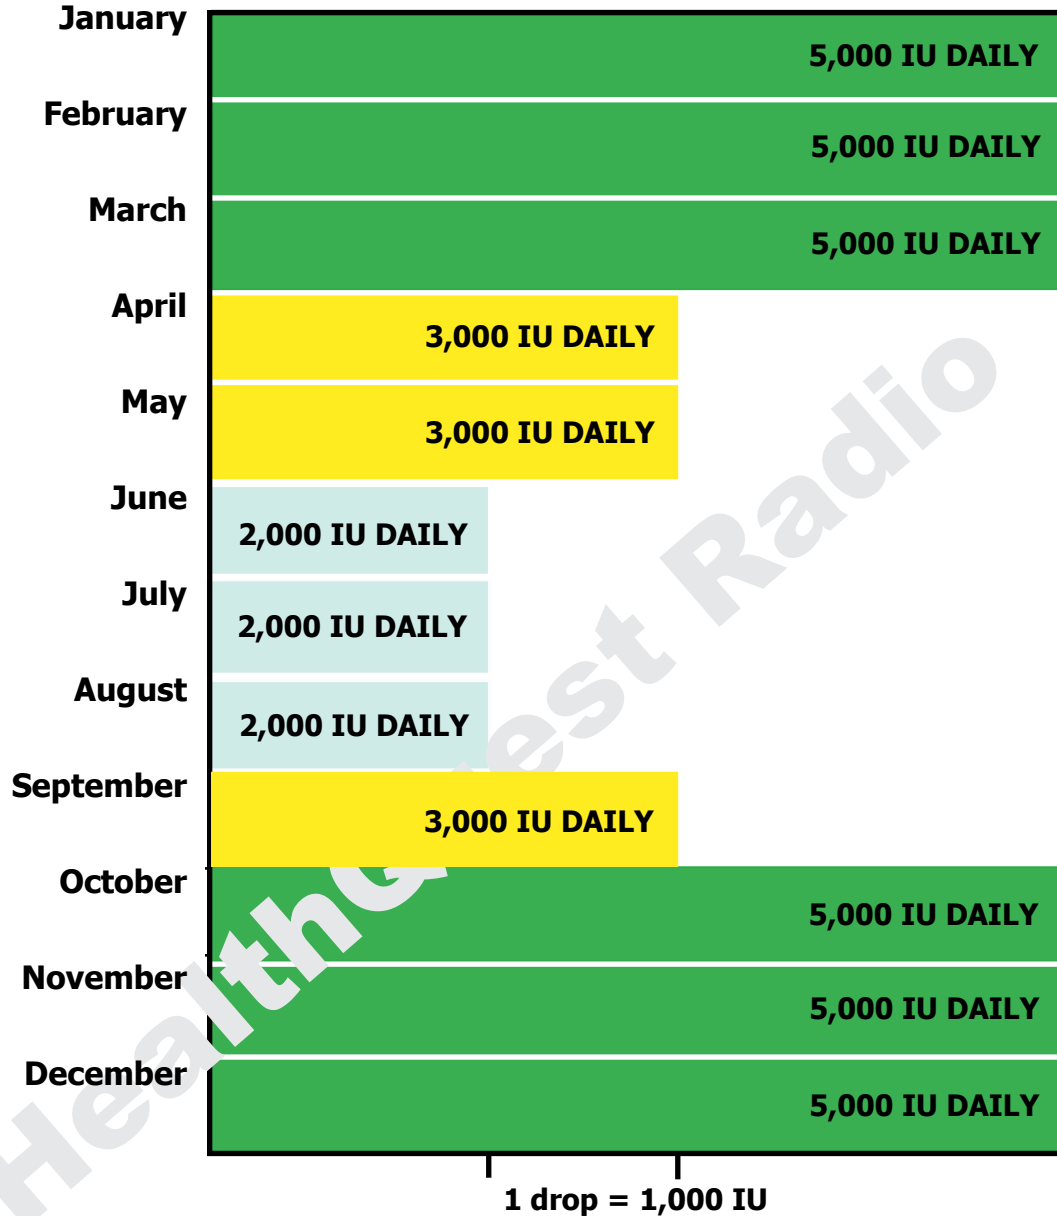 January
5,000 IU DAILY
February
5,000 IU DAILY
March
5,000 IU DAILY
April
3,000 IU DAILY
May
3,000 IU DAILY
June
2,000 IU DAILY
July
2,000 IU DAILY
August
2,000 IU DAILY
September
3,000 IU DAILY
October
5,000 IU DAILY
November
5,000 IU DAILY
December
5,000 IU DAILY
1 drop = 1,000 IU
HealthQuest Radio